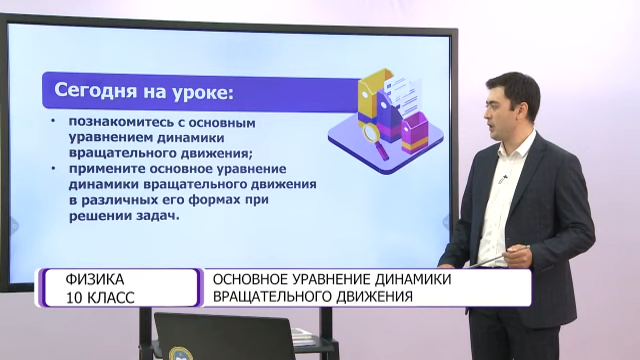 Сегодня на уроке:
• познакомитесь с основным
уравнением динамики
вращательного движения;
• примените основное уравнение
динамики вращательного движения
в различных его формах при
решении задач.
ФИЗИКА
10 КЛАСС
ОСНОВНОЕ УРАВНЕНИЕ ДИНАМИКИ
ВРАЩАТЕЛЬНОГО ДВИЖЕНИЯ